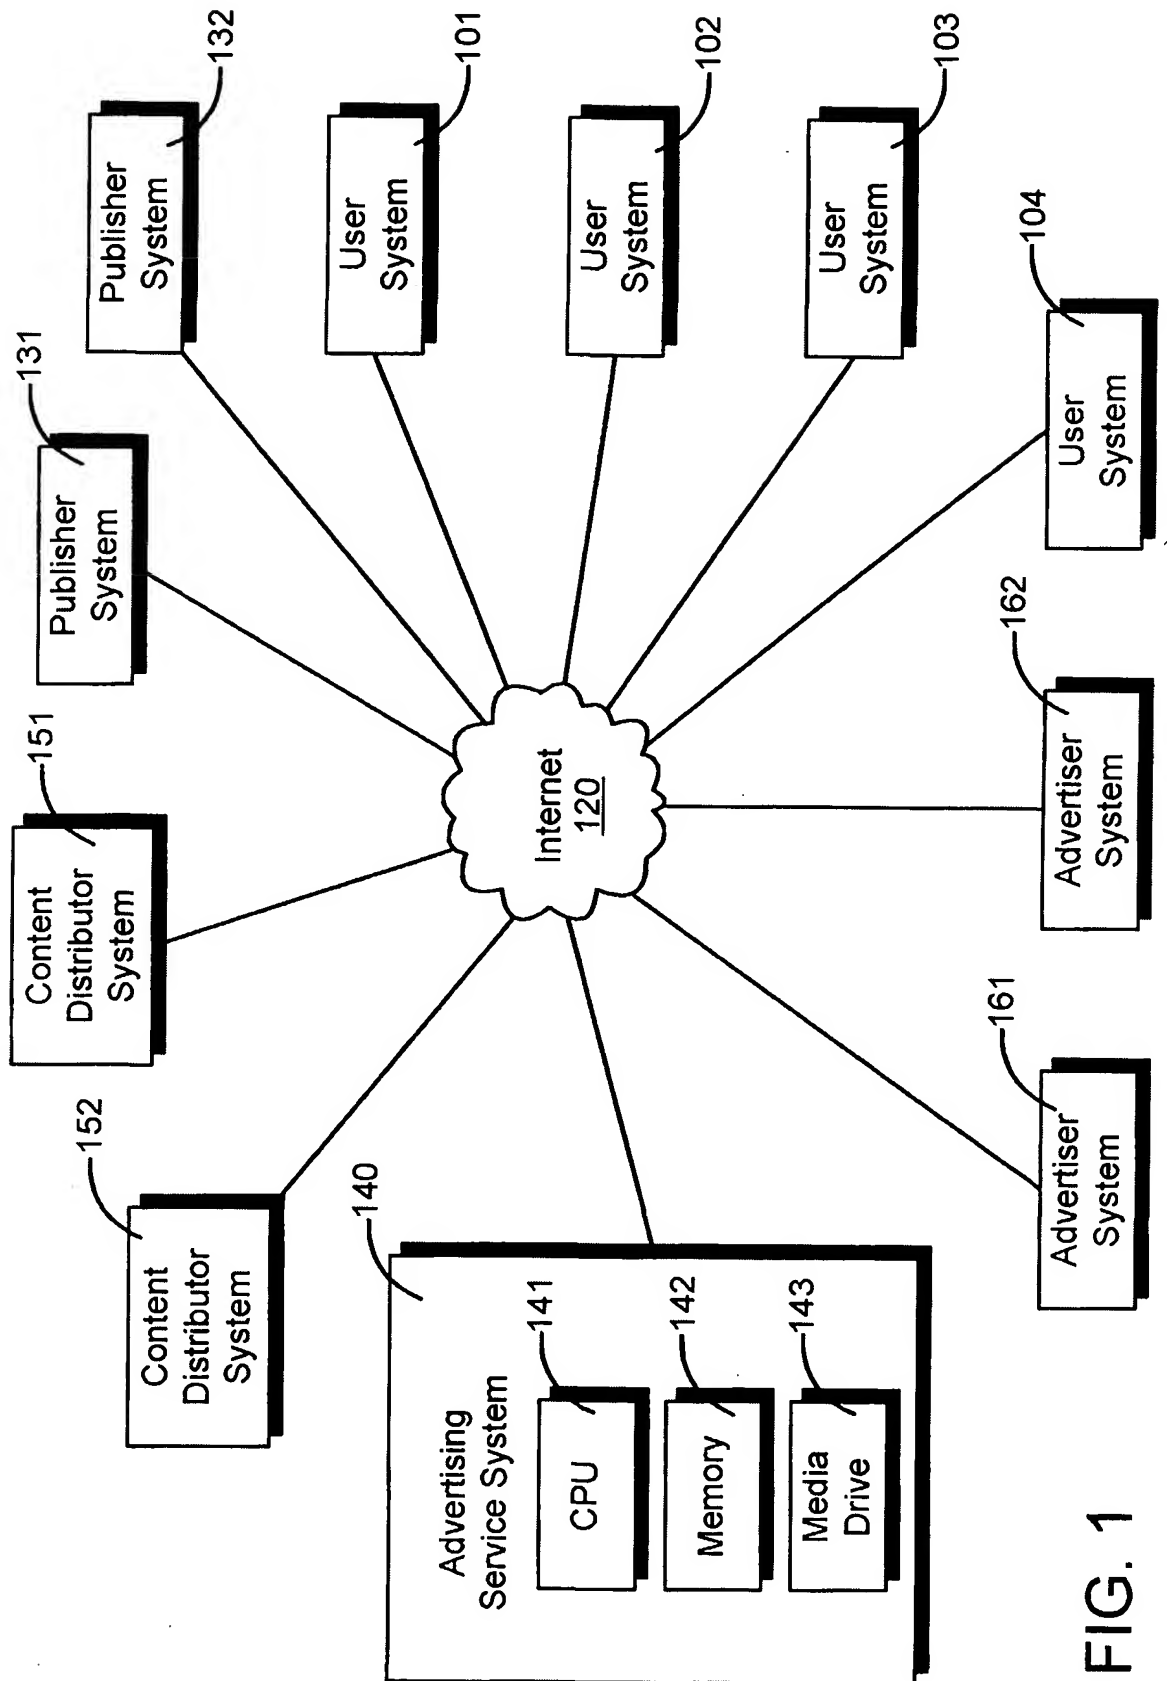 152
Content
Distributor
System
151
Content
Distributor
System
131
Publisher
System
132
Publisher
System
140
Advertising
Service System
141
CPU
142
Memory
143
Media
Drive
Internet
120
101
User
System
102
User
System
103
User
System
104
User
System
161
Advertiser
System
162
Advertiser
System
FIG. 1